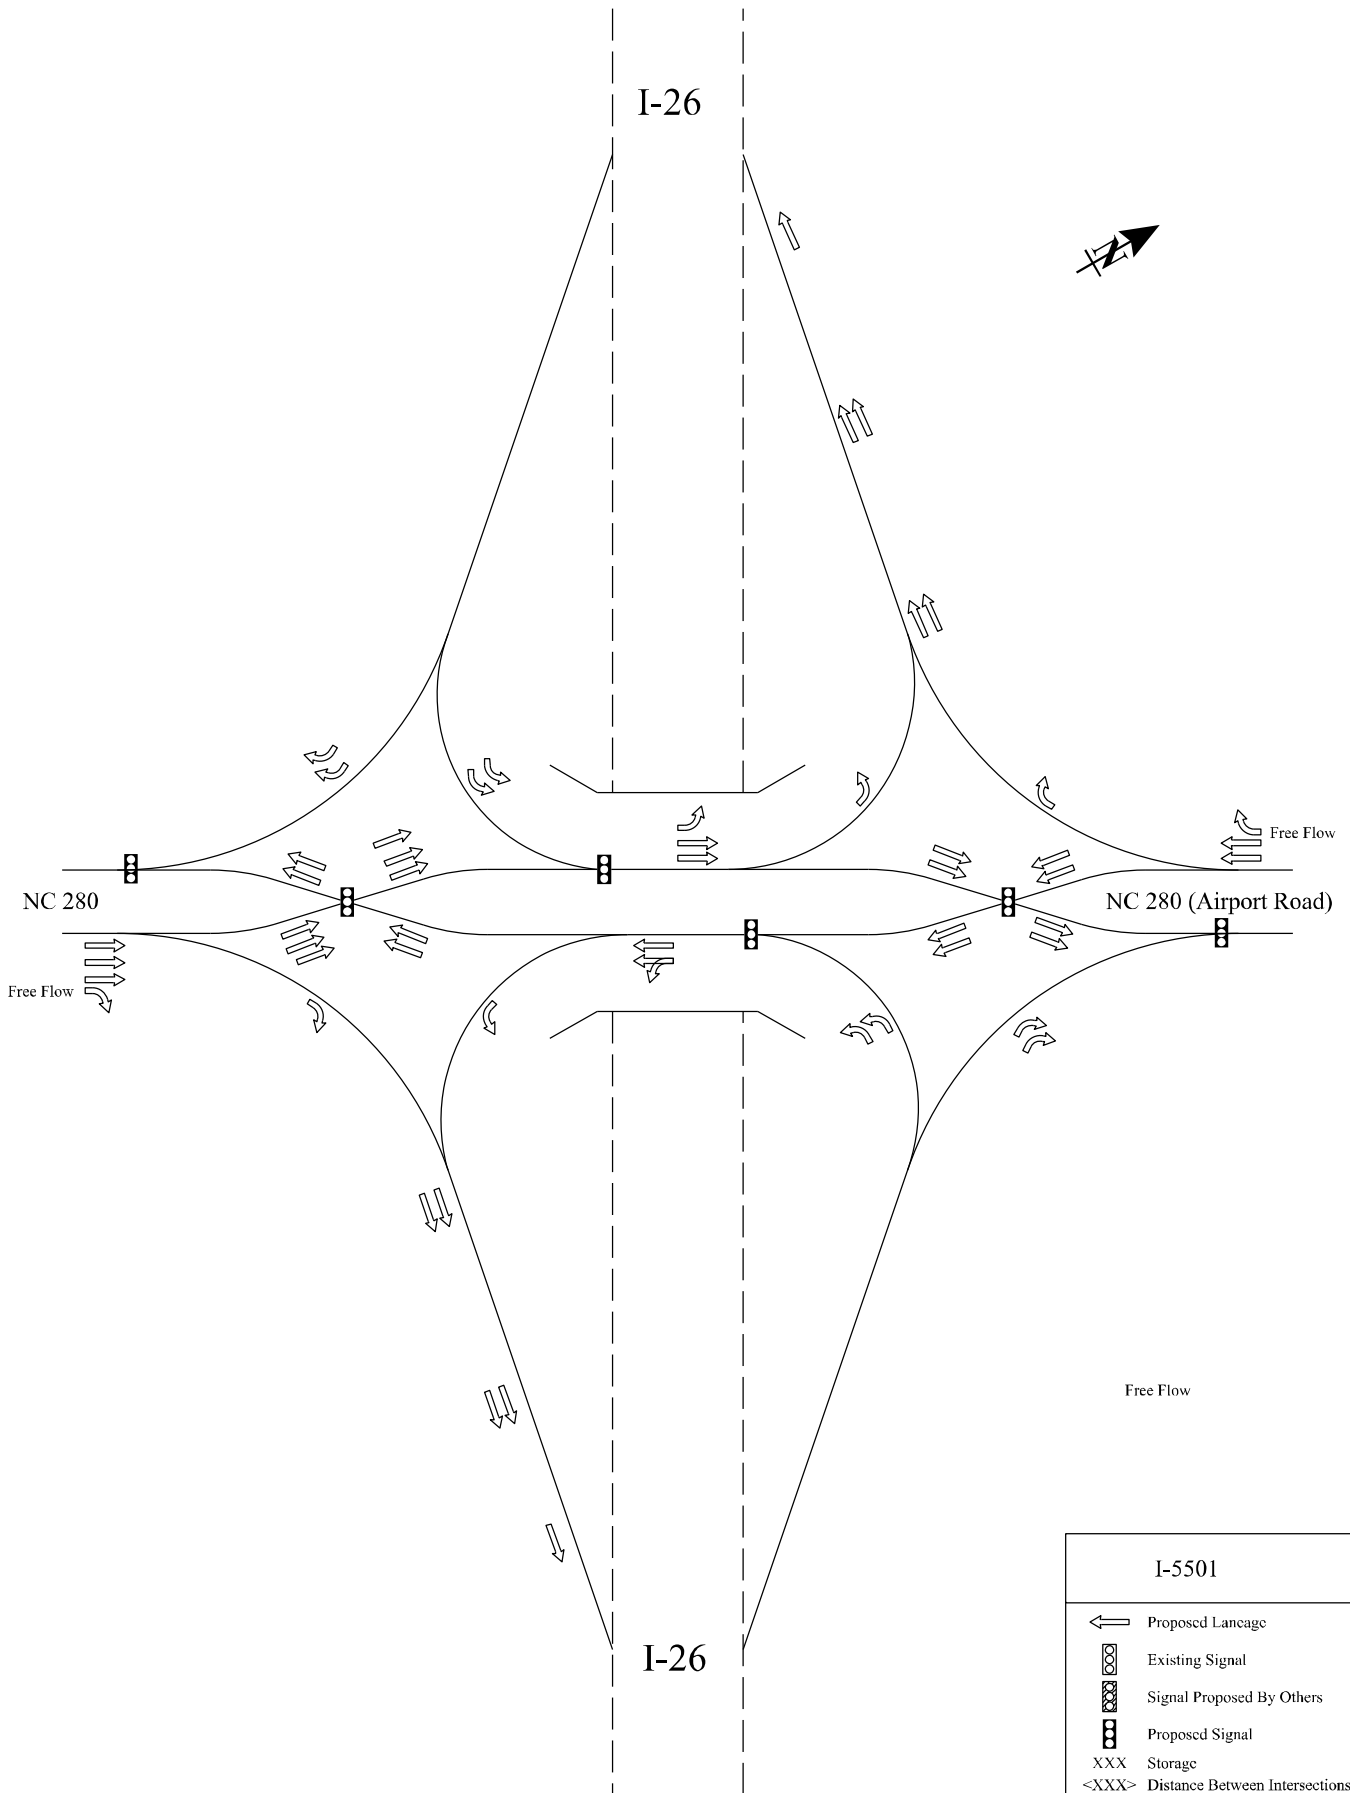 I-26
N
Free Flow
NC 280
NC 280 (Airport Road)
Free Flow
Free Flow
I-5501
Proposed Laneage
Existing Signal
Signal Proposed By Others
I-26
Proposed Signal
XXX Storage
<XXX> Distance Between Intersections